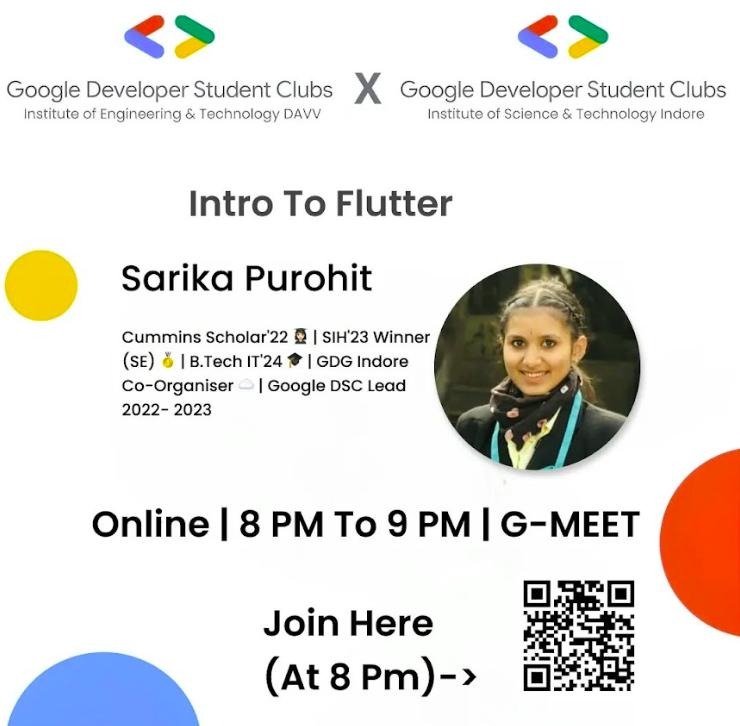 Google Developer Student Clubs X Google Developer Student Clubs
Institute of Engineering & Technology DAVV
Institute of Science & Technology Indore
Intro To Flutter
Sarika Purohit
Cummins Scholar'22 👩🏻‍🎓 | SIH'23 Winner
(SE) 🥇 | B.Tech IT'24 🎓 | GDG Indore
Co-Organiser ☁️ | Google DSC Lead
2022- 2023
Online | 8 PM To 9 PM | G-MEET
Join Here
(At 8 Pm)->